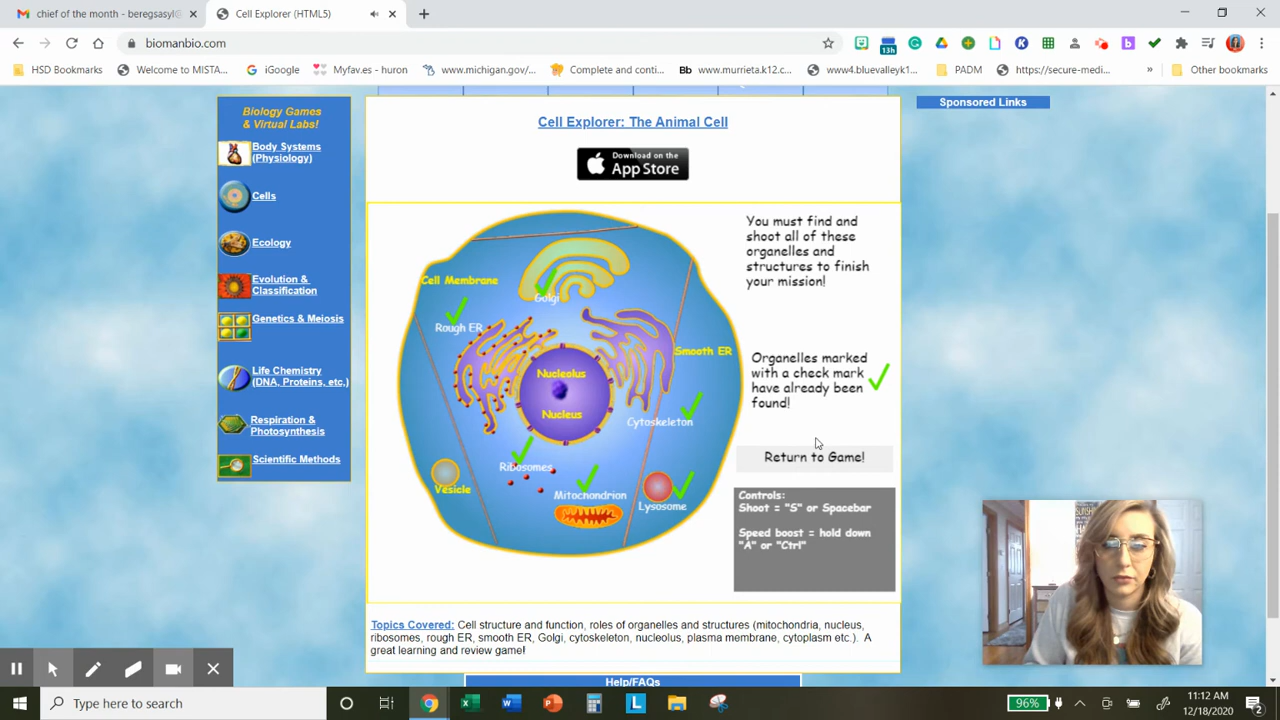 chief of the month - beregsasyl@
Cell Explorer (HTML5)
biomanbio.com
13h
HSD Bookmarks
Welcome to MISTA...
iGoogle
Myfav.es - huron
www.michigan.gov/...
Complete and conti...
Bb www.murrieta.k12.c...
www4.bluevalleyk1...
PADM
https://secure-medi...
»
Other bookmarks
Biology Games
& Virtual Labs!
Body Systems
(Physiology)
Cells
Ecology
Evolution &
Classification
Genetics & Meiosis
Life Chemistry
(DNA, Proteins, etc.)
Respiration &
Photosynthesis
Scientific Methods
Sponsored Links
Cell Explorer: The Animal Cell
Download on the
App Store
Cell Membrane
Golgi
Rough ER
Smooth ER
Nucleolus
Nucleus
Cytoskeleton
Ribosomes
Vesicle
Mitochondrion
Lysosome
You must find and
shoot all of these
organelles and
structures to finish
your mission!
Organelles marked
with a check mark
have already been
found!
Return to Game!
Controls:
Shoot = "S" or Spacebar
Speed boost = hold down
"A" or "Ctrl"
Topics Covered: Cell structure and function, roles of organelles and structures (mitochondria, nucleus,
ribosomes, rough ER, smooth ER, Golgi, cytoskeleton, nucleolus, plasma membrane, cytoplasm etc.). A
great learning and review game!
Help/FAQs
Type here to search
96%
11:12 AM
12/18/2020
2